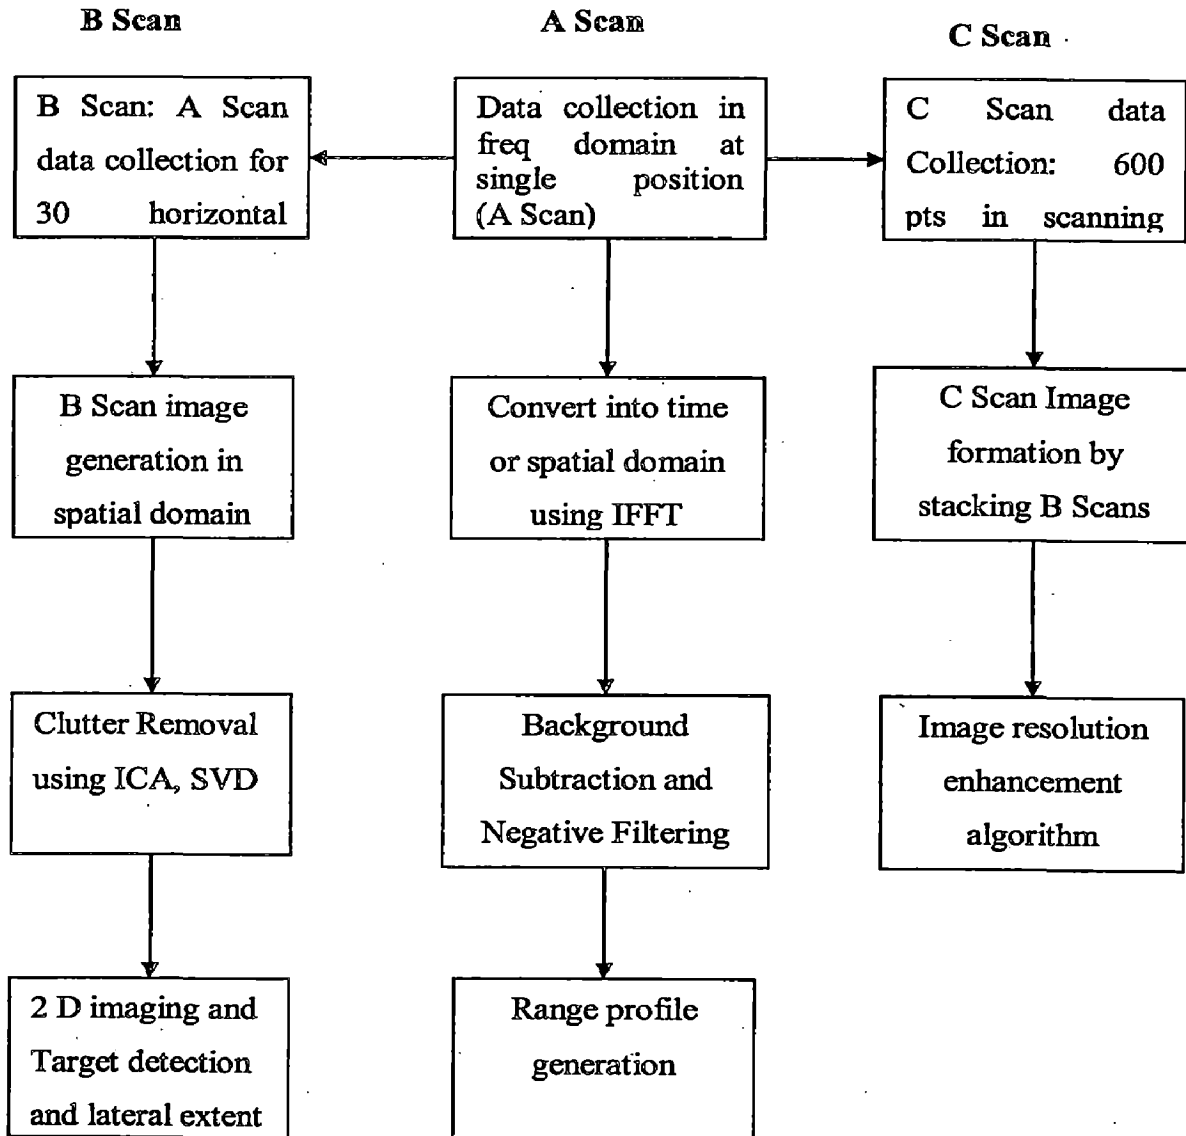 B Scan
A Scan
C Scan
B Scan: A Scan
data collection for
30 horizontal
Data collection in
freq domain at
single position
(A Scan)
C Scan data
Collection: 600
pts in scanning
B Scan image
generation in
spatial domain
Convert into time
or spatial domain
using IFFT
C Scan Image
formation by
stacking B Scans
Clutter Removal
using ICA, SVD
Background
Subtraction and
Negative Filtering
Image resolution
enhancement
algorithm
2 D imaging and
Target detection
and lateral extent
Range profile
generation